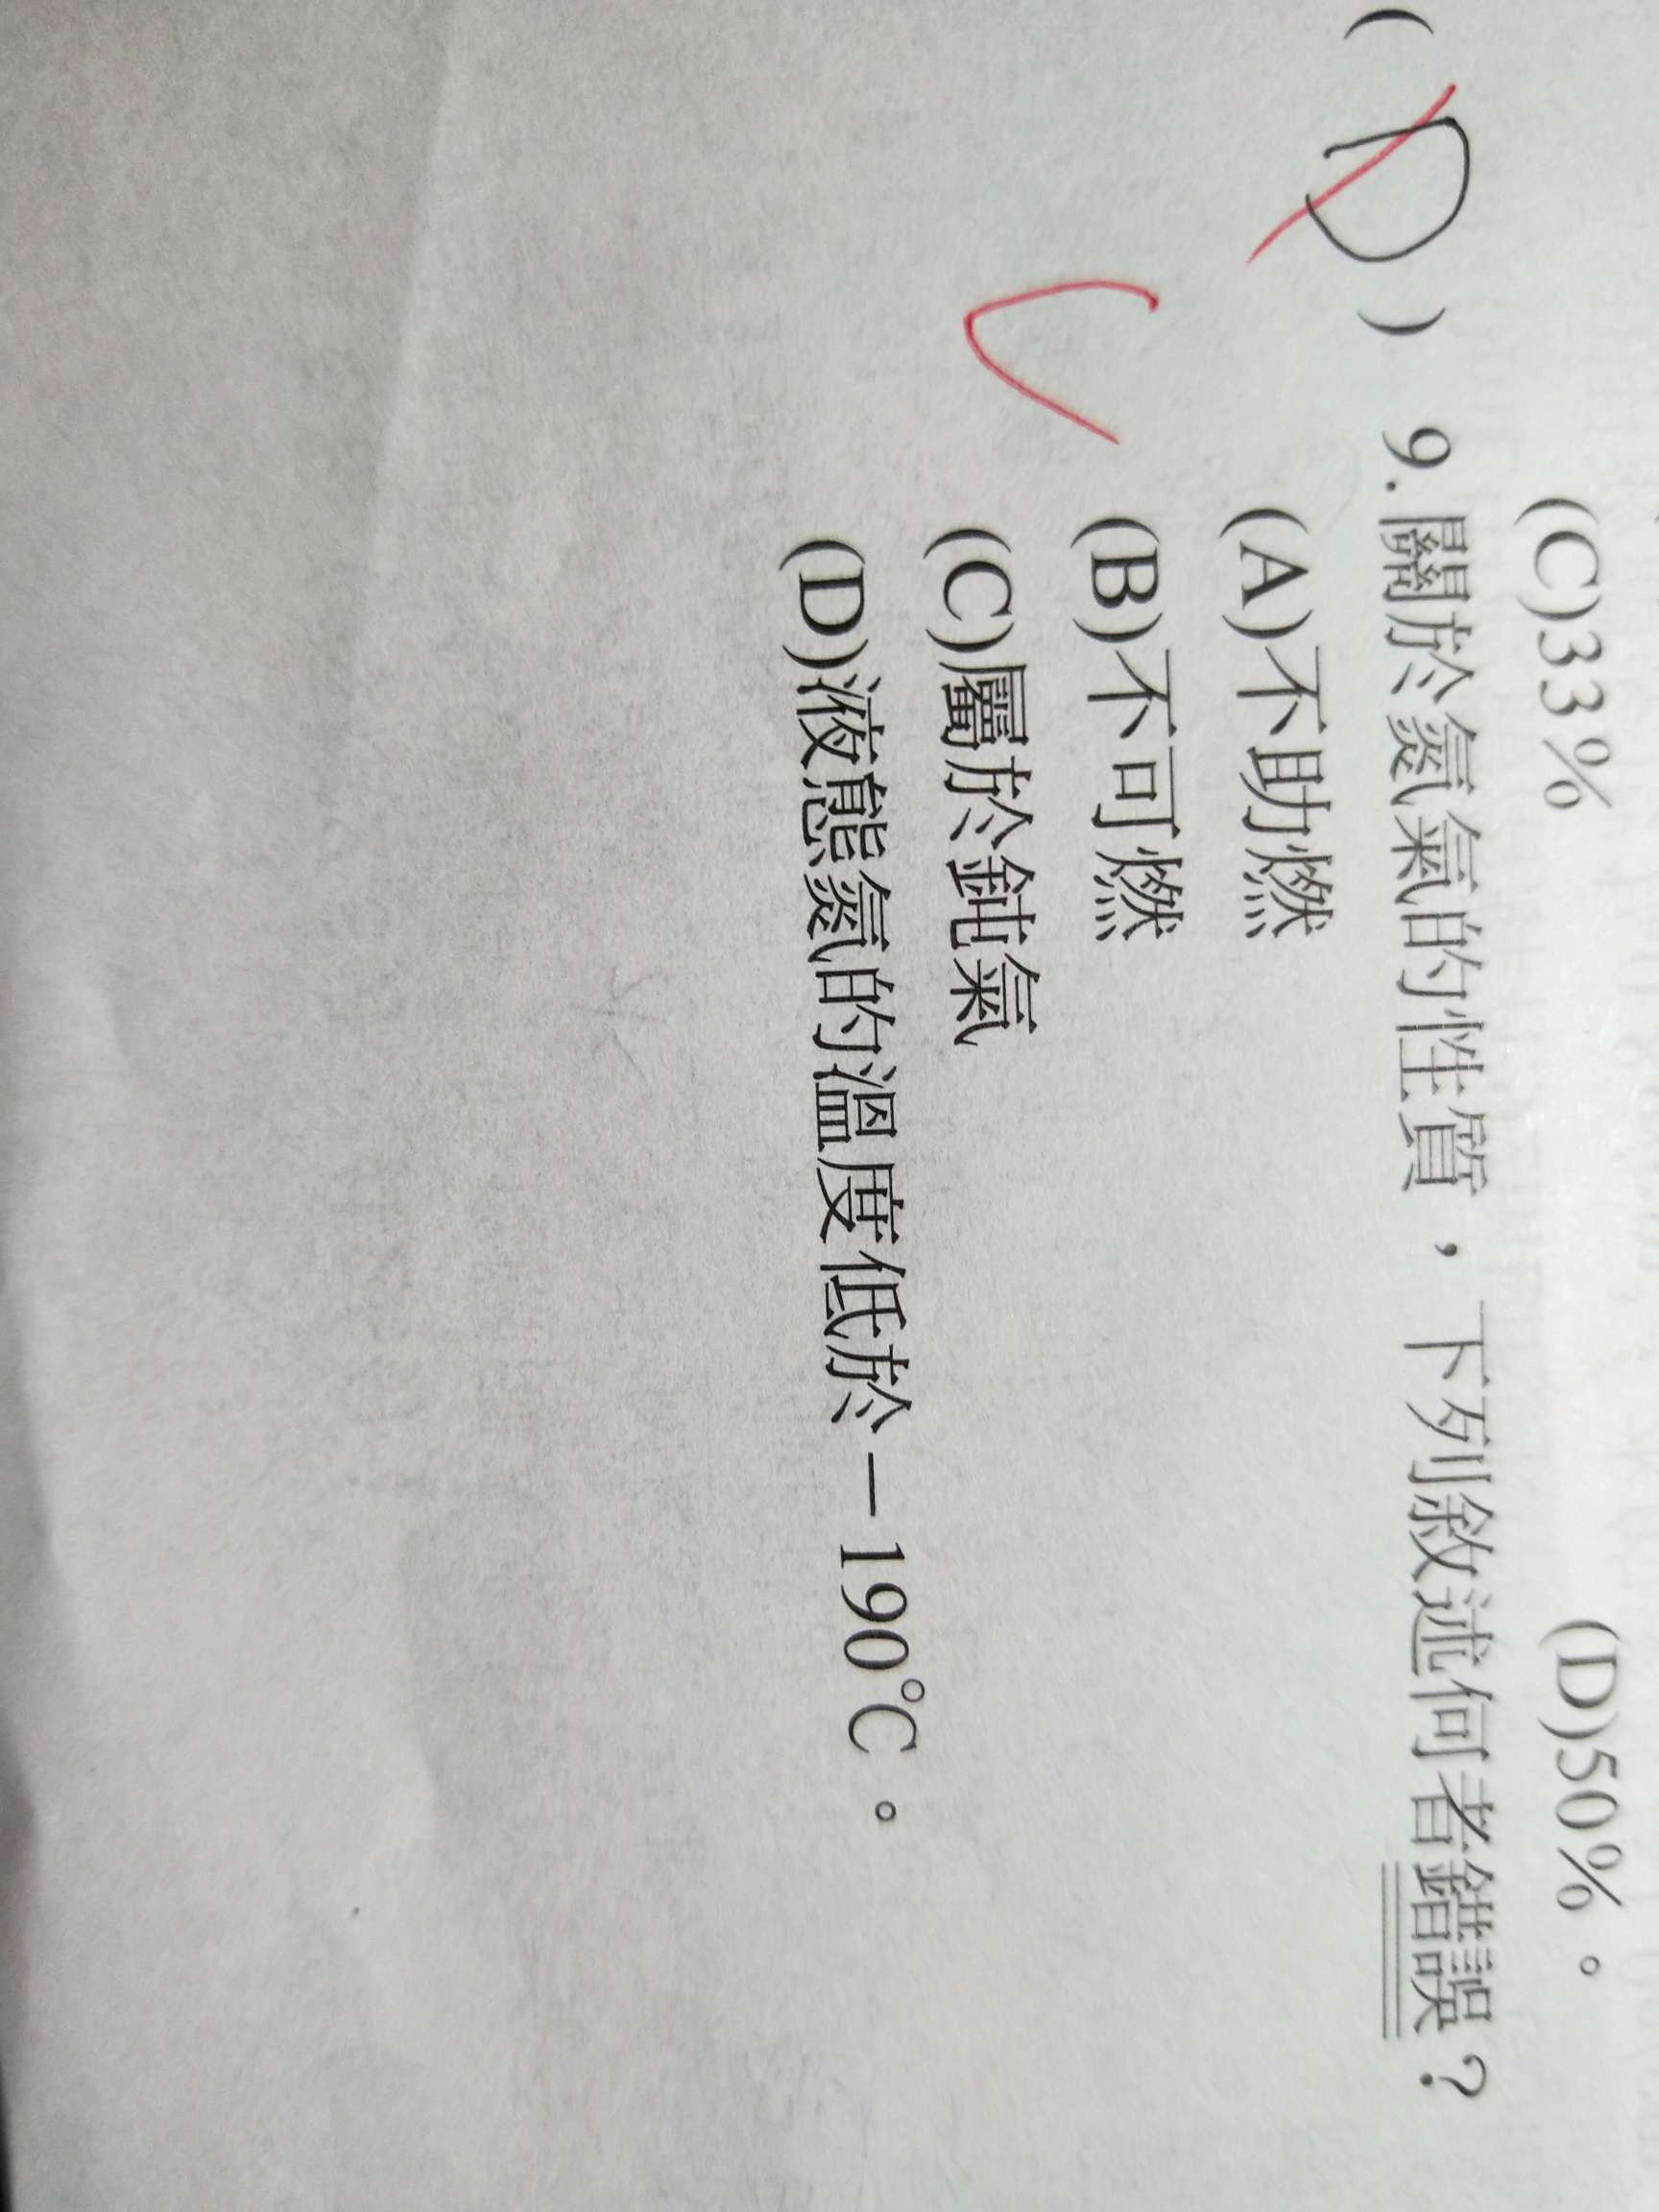 (C)33% (D)50%。
( D ) 9.關於氮氣的性質，下列敘述何者錯誤？
(A)不助燃
(B)不可燃
C (C)屬於鈍氣
(D)液態氮的溫度低於－190℃。